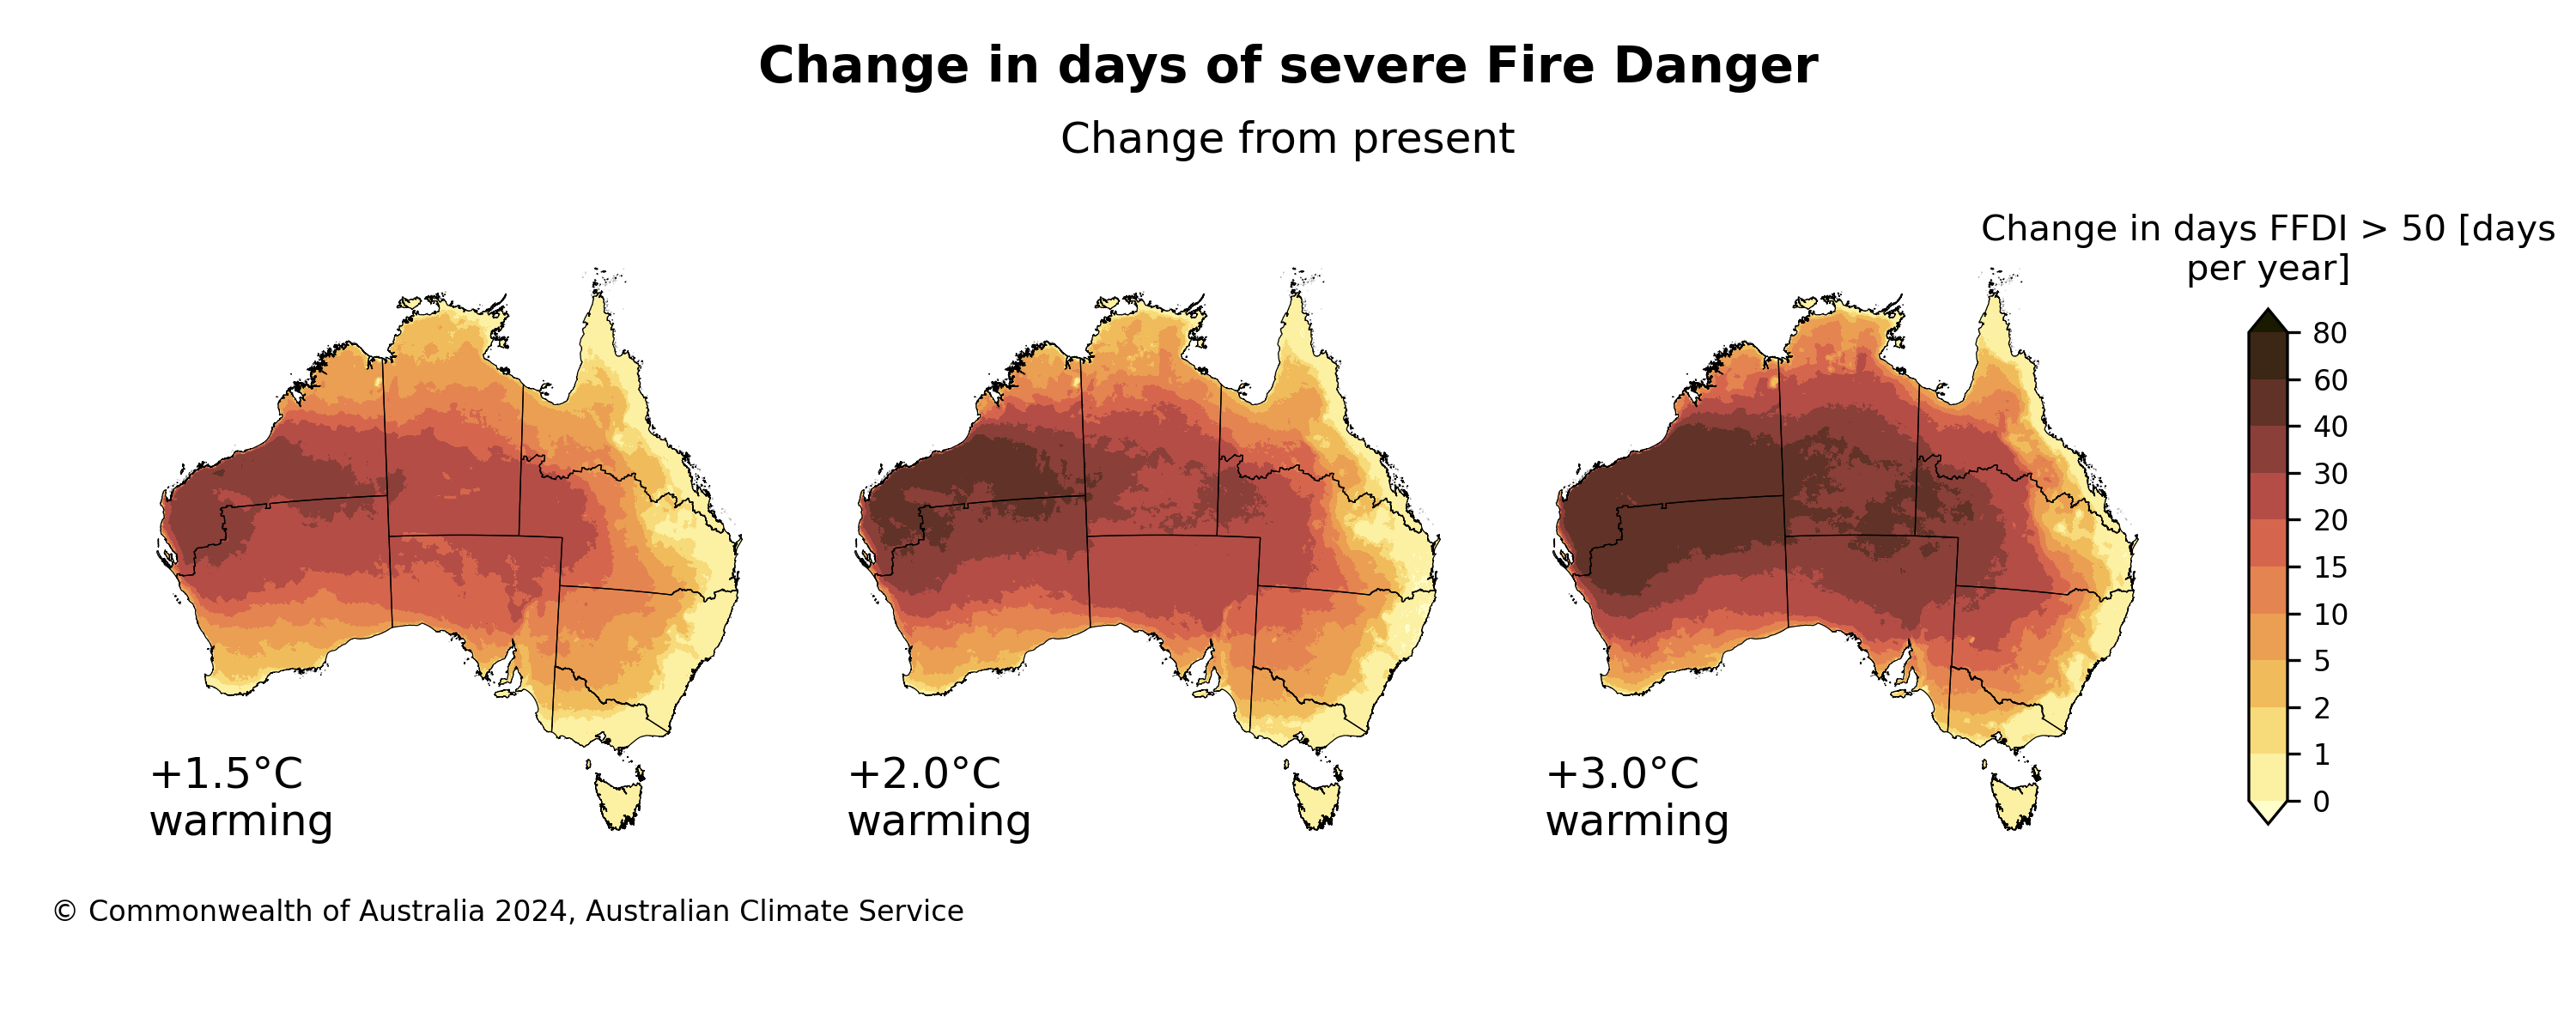 Change in days of severe Fire Danger
Change from present
Change in days FFDI > 50 [days
per year]
80
60
40
30
20
15
10
5
2
1
0
+1.5°C
warming
+2.0°C
warming
+3.0°C
warming
© Commonwealth of Australia 2024, Australian Climate Service